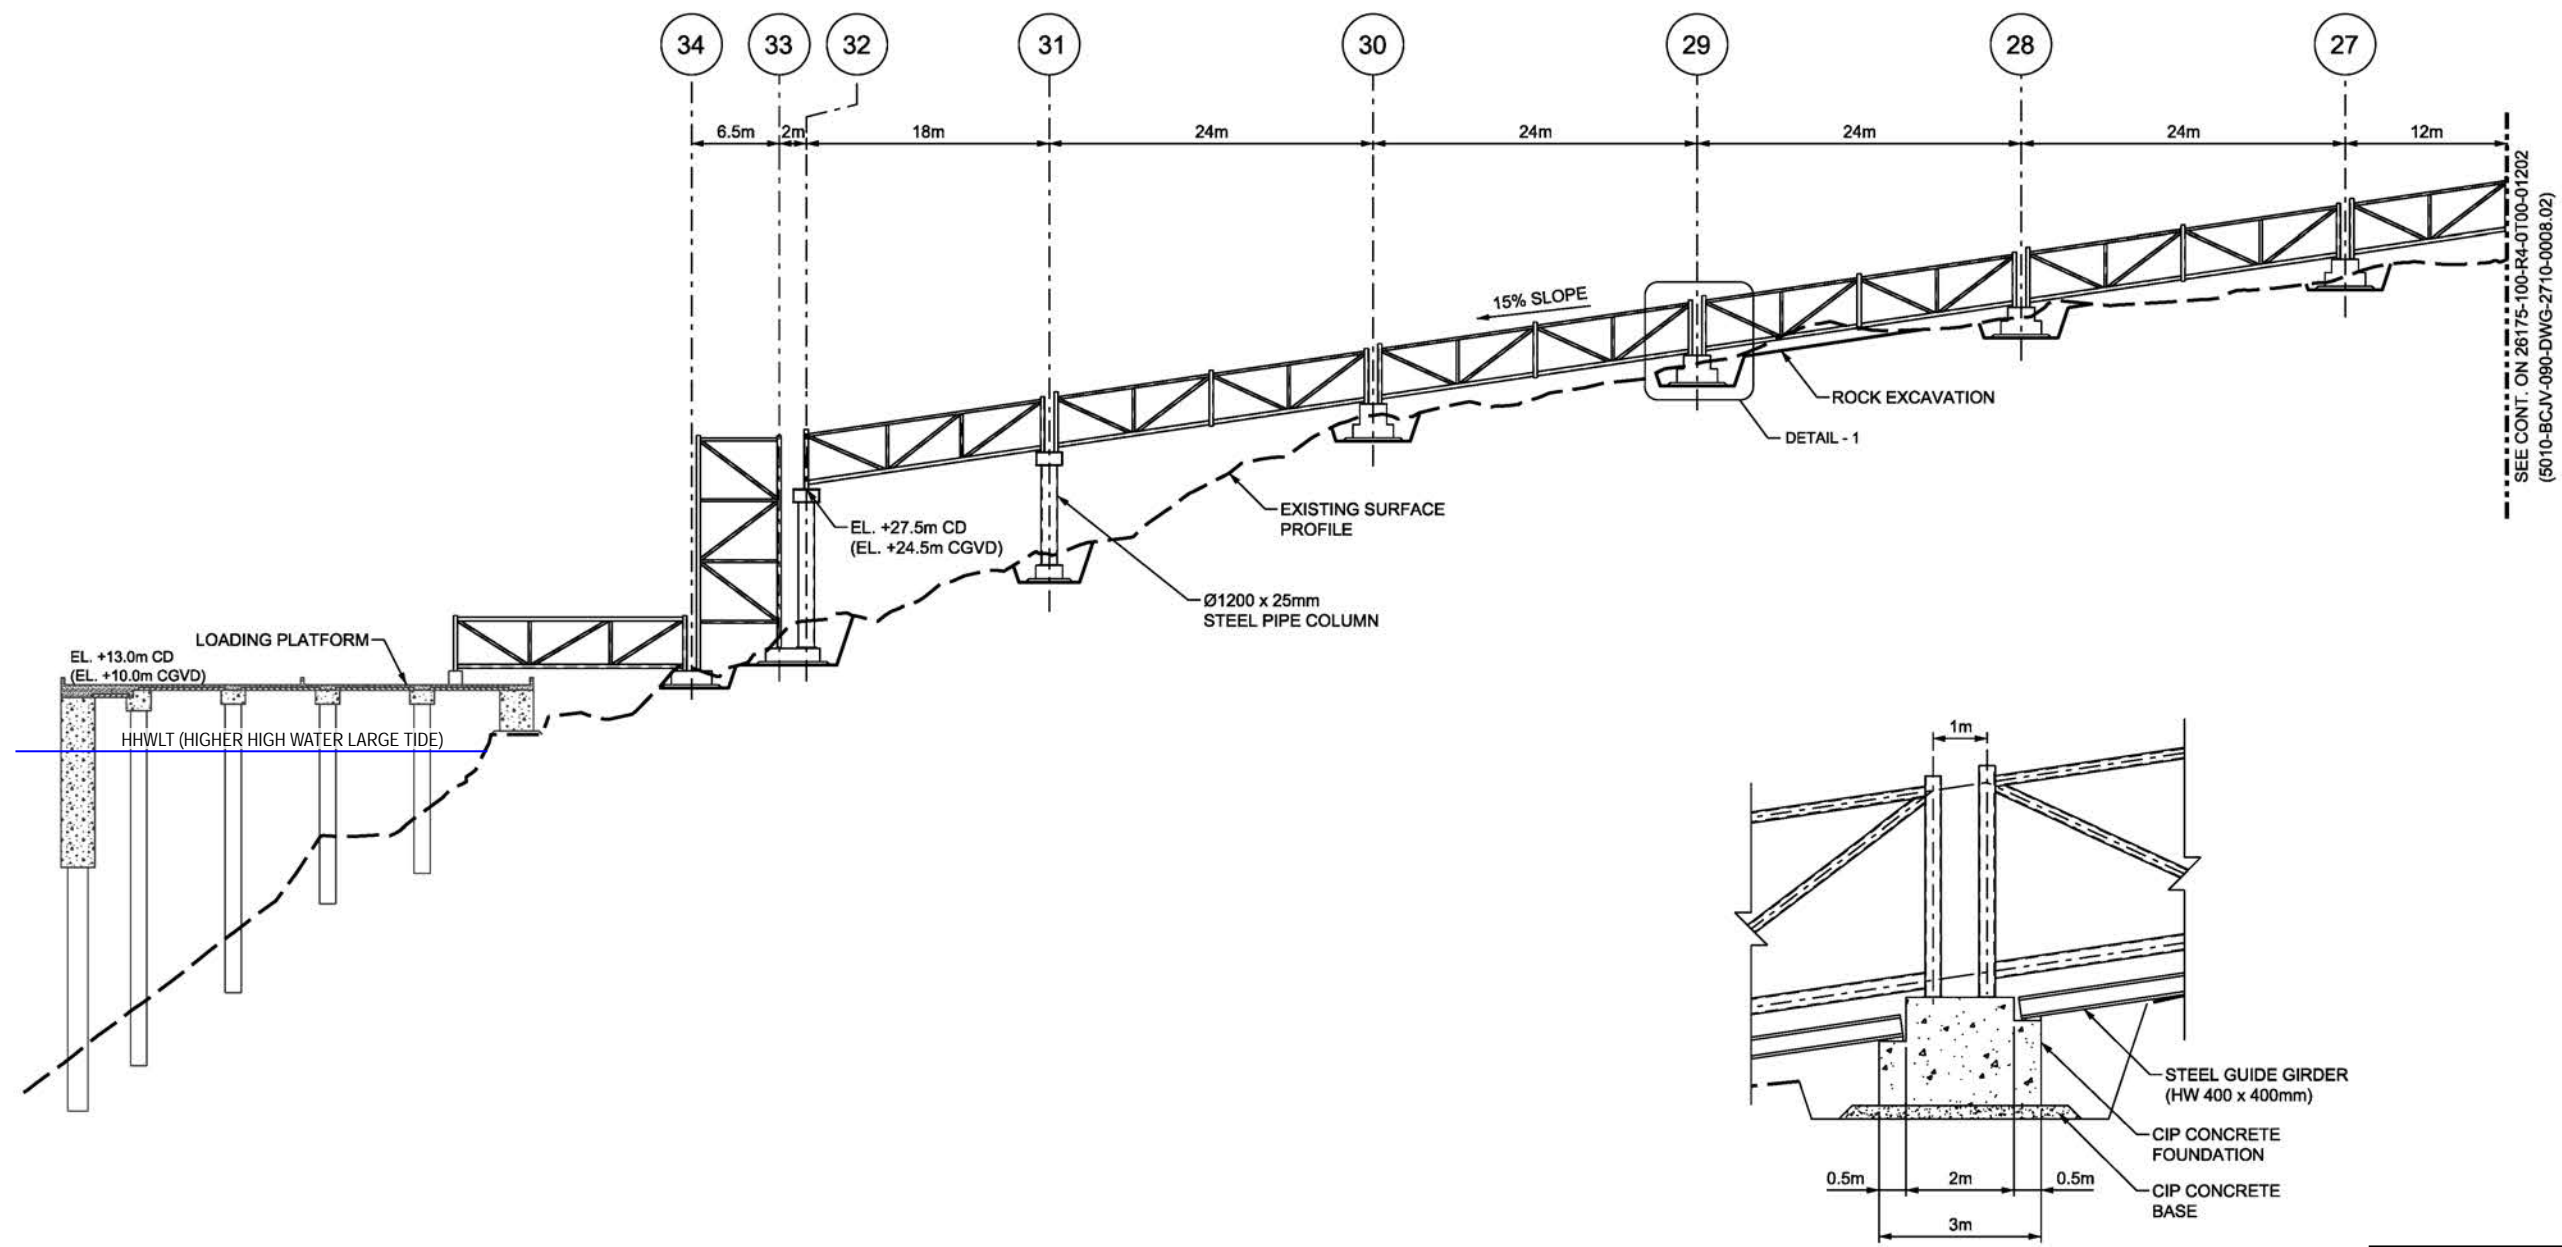 34
33
32
31
30
29
28
27
6.5m
2m
18m
24m
24m
24m
24m
12m
SEE CONT. ON 26175-100-R4-0T00-01202
(5010-BCJV-090-DWG-2710-0008.02)
15% SLOPE
ROCK EXCAVATION
DETAIL - 1
EXISTING SURFACE
PROFILE
EL. +27.5m CD
(EL. +24.5m CGVD)
Ø1200 x 25mm
STEEL PIPE COLUMN
LOADING PLATFORM
EL. +13.0m CD
(EL. +10.0m CGVD)
HHWLT (HIGHER HIGH WATER LARGE TIDE)
1m
STEEL GUIDE GIRDER
(HW 400 x 400mm)
CIP CONCRETE
FOUNDATION
CIP CONCRETE
BASE
0.5m
2m
0.5m
3m